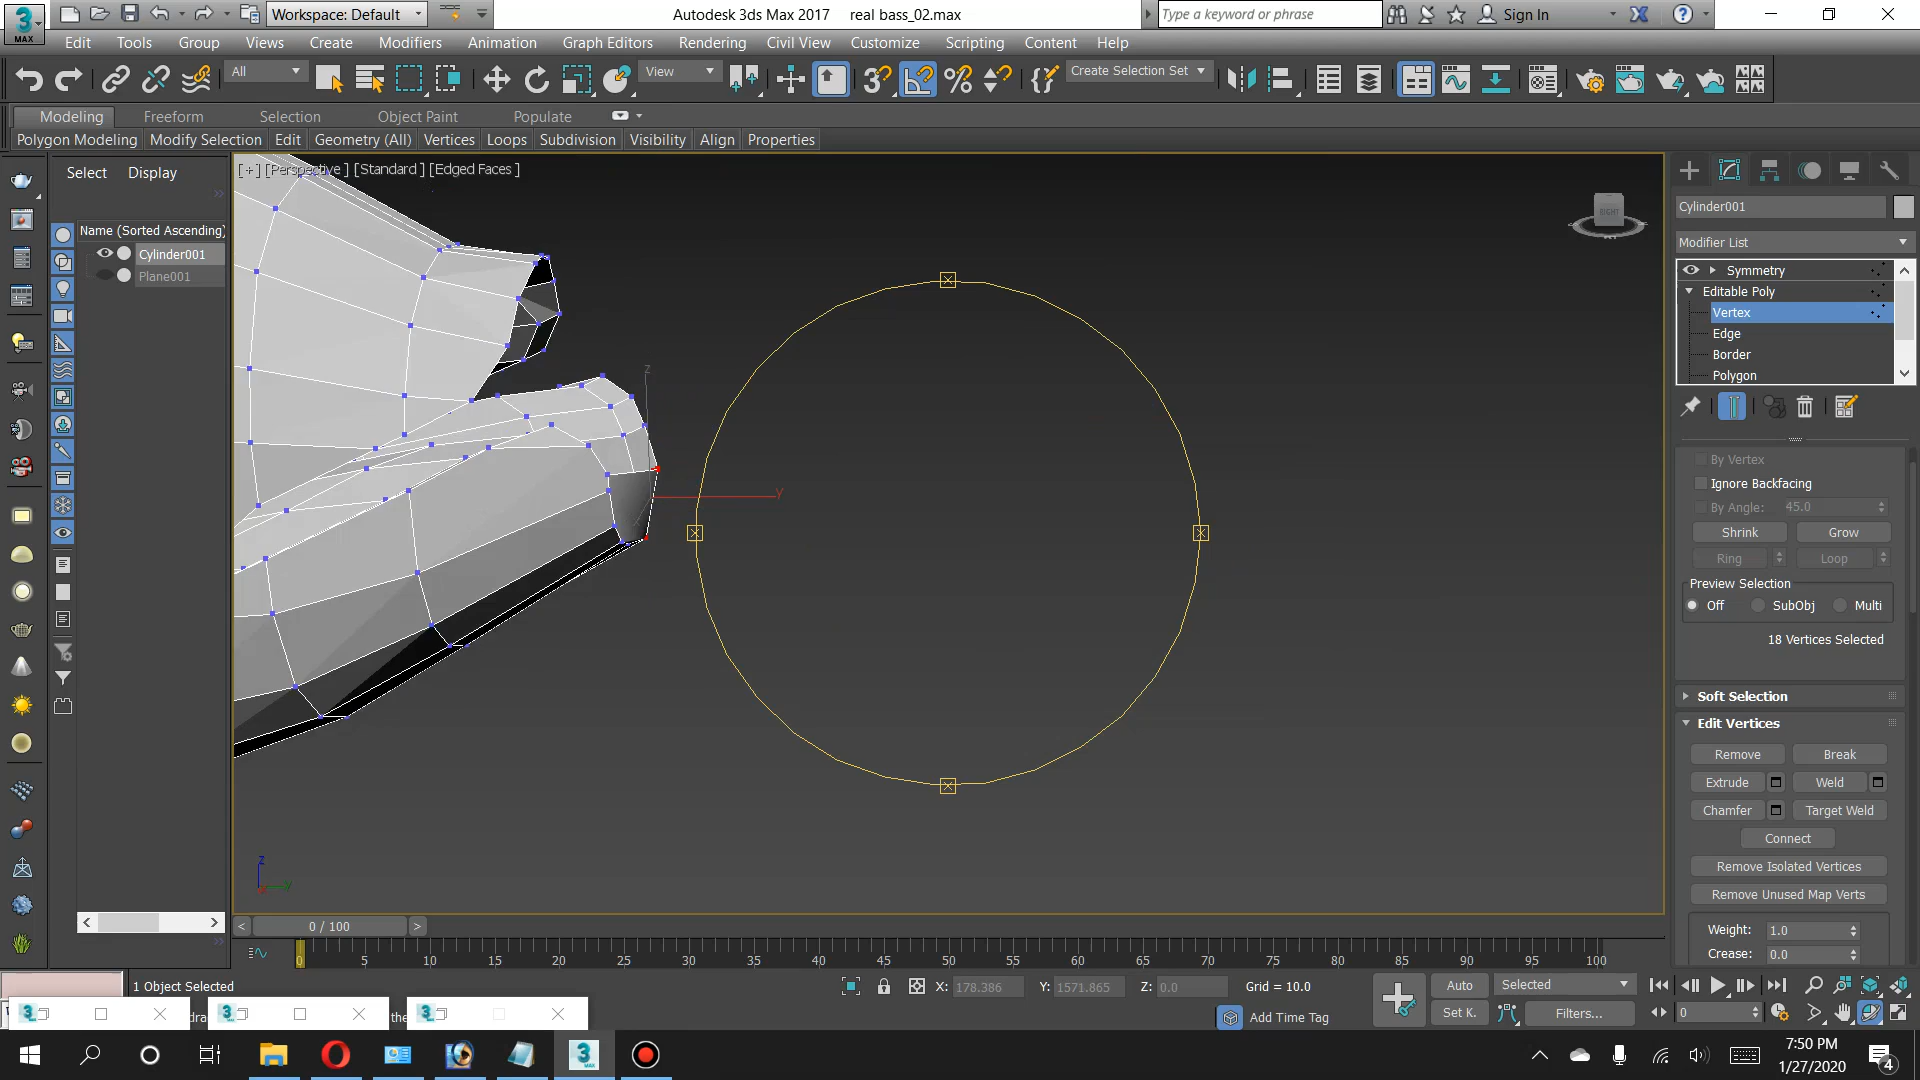 3
MAX
Workspace: Default
Autodesk 3ds Max 2017 real bass_02.max
Type a keyword or phrase
Sign In
Edit Tools Group Views Create Modifiers Animation Graph Editors Rendering Civil View Customize Scripting Content Help
All
View
Create Selection Set
Modeling Freeform Selection Object Paint Populate
Polygon Modeling Modify Selection Edit Geometry (All) Vertices Loops Subdivision Visibility Align Properties
Select Display
Name (Sorted Ascending)
Cylinder001
Plane001
[+] [Perspective ] [Standard ] [Edged Faces ]
RIGHT
z
y
z
y
Cylinder001
Modifier List
Symmetry
Editable Poly
Vertex
Edge
Border
Polygon
By Vertex
Ignore Backfacing
By Angle: 45.0
Shrink Grow
Ring Loop
Preview Selection
Off SubObj Multi
18 Vertices Selected
Soft Selection
Edit Vertices
Remove Break
Extrude Weld
Chamfer Target Weld
Connect
Remove Isolated Vertices
Remove Unused Map Verts
Weight: 1.0
Crease: 0.0
< 0 / 100 >
0 5 10 15 20 25 30 35 40 45 50 55 60 65 70 75 80 85 90 95 100
1 Object Selected
X: 178.386 Y: 1571.865 Z: 0.0 Grid = 10.0
Add Time Tag
Auto Selected
Set K. Filters...
0
7:50 PM
1/27/2020
4